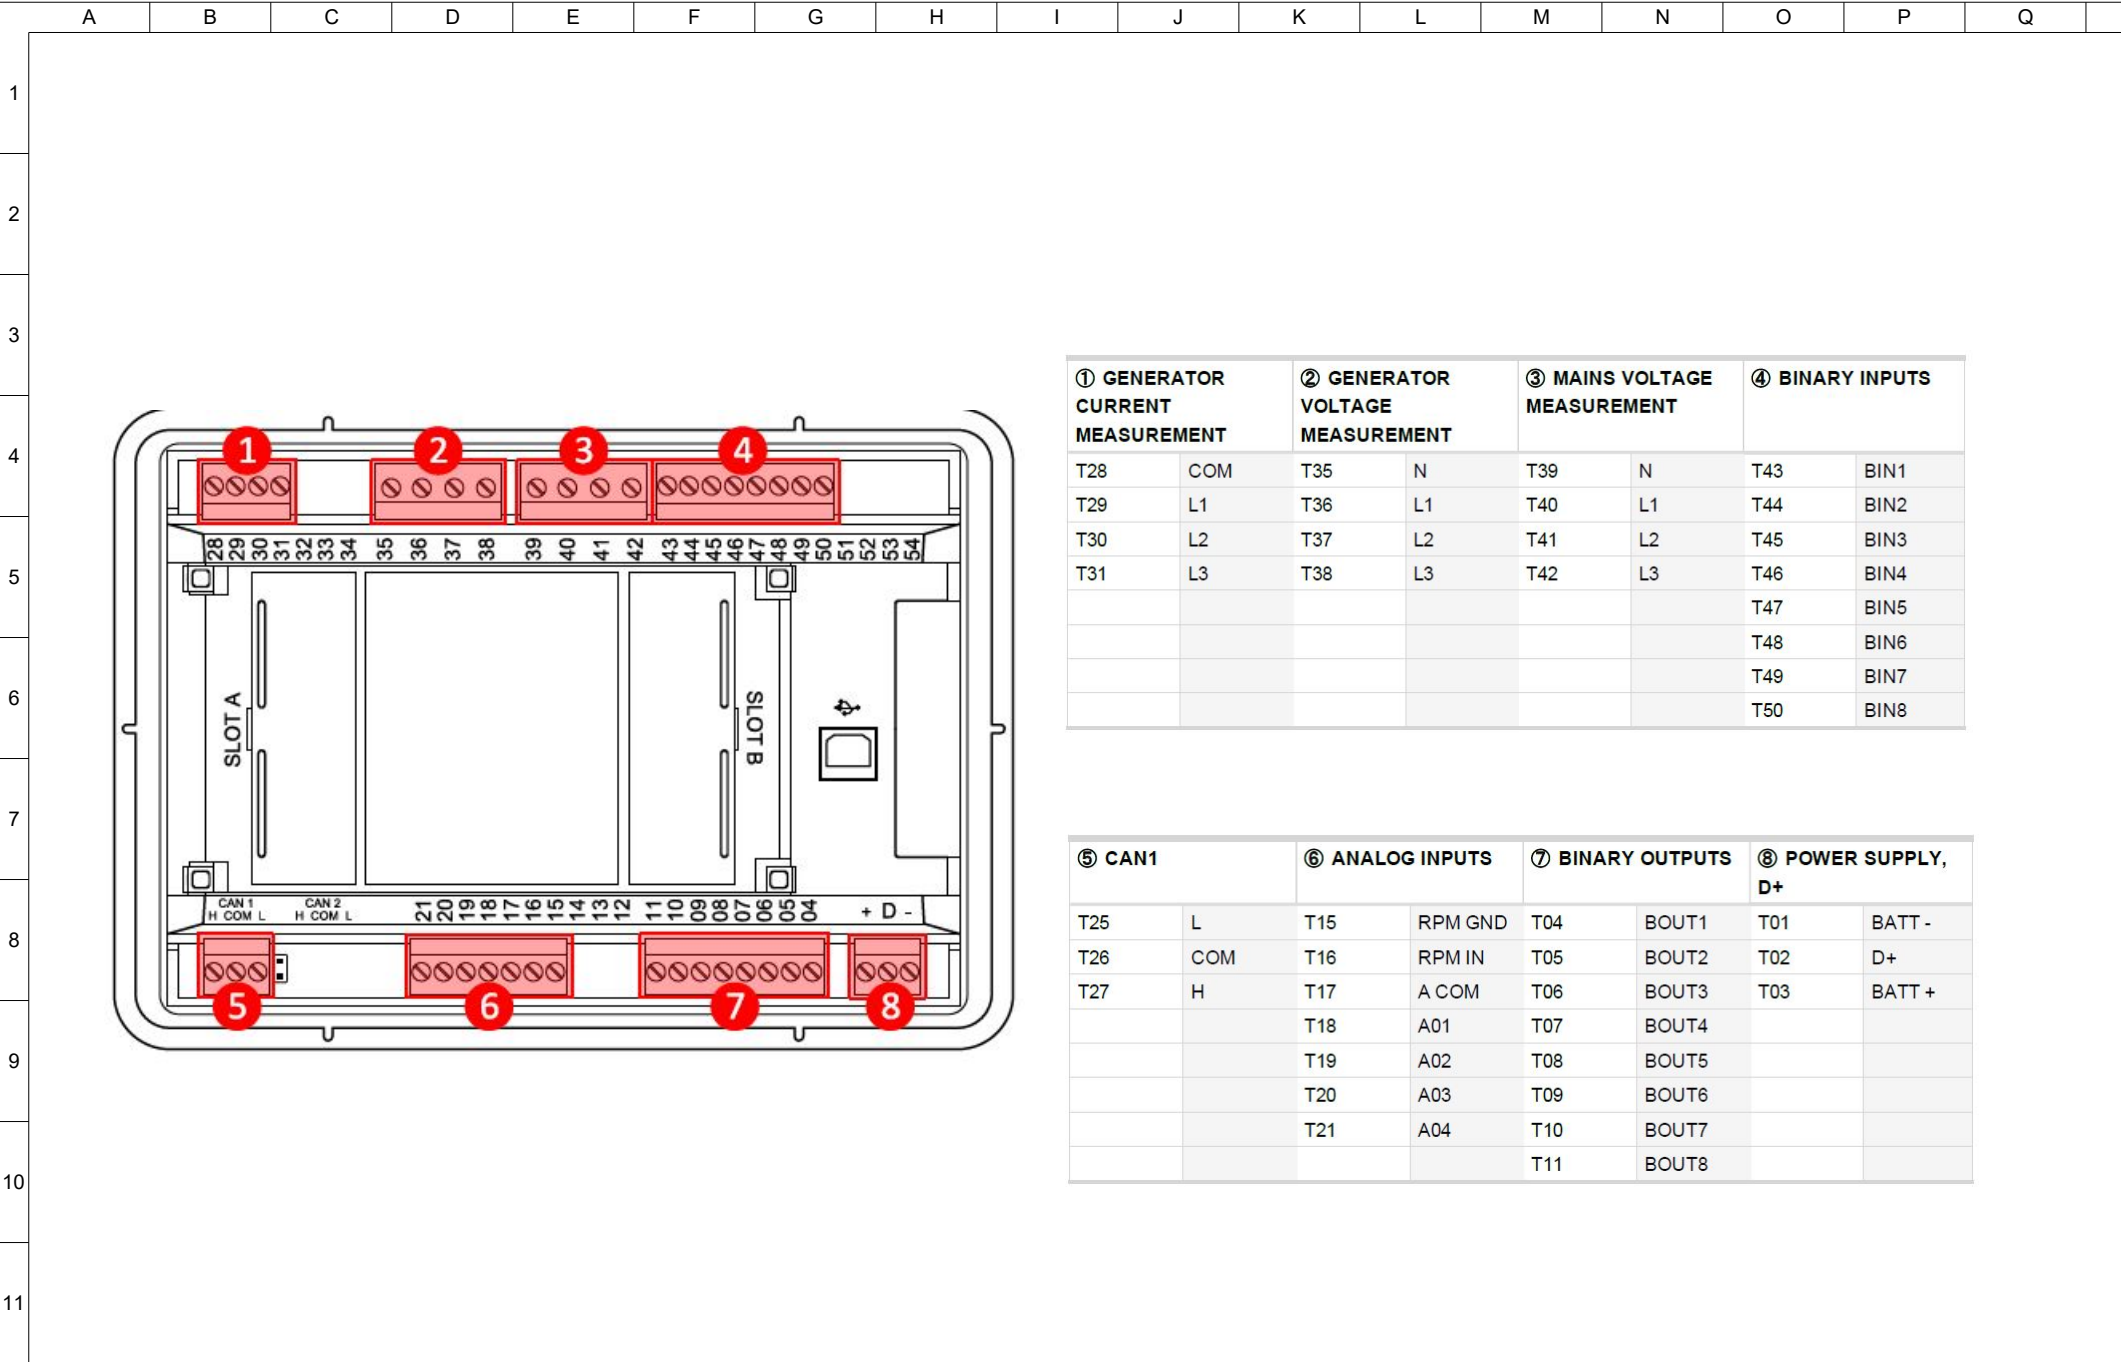 A B C D E F G H I J K L M N O P Q
1
2
3
4
5
6
7
8
9
10
11
1 2 3 4
28 29 30 31 32 33 34 35 36 37 38 39 40 41 42 43 44 45 46 47 48 49 50 51 52 53 54
SLOT A
SLOT B
CAN 1 CAN 2
H COM L H COM L 21 20 19 18 17 16 15 14 13 12 11 10 09 08 07 06 05 04 + D -
5 6 7 8
① GENERATOR CURRENT MEASUREMENT ② GENERATOR VOLTAGE MEASUREMENT ③ MAINS VOLTAGE MEASUREMENT ④ BINARY INPUTS
T28 COM T35 N T39 N T43 BIN1
T29 L1 T36 L1 T40 L1 T44 BIN2
T30 L2 T37 L2 T41 L2 T45 BIN3
T31 L3 T38 L3 T42 L3 T46 BIN4
T47 BIN5
T48 BIN6
T49 BIN7
T50 BIN8
⑤ CAN1 ⑥ ANALOG INPUTS ⑦ BINARY OUTPUTS ⑧ POWER SUPPLY, D+
T25 L T15 RPM GND T04 BOUT1 T01 BATT -
T26 COM T16 RPM IN T05 BOUT2 T02 D+
T27 H T17 A COM T06 BOUT3 T03 BATT +
T18 A01 T07 BOUT4
T19 A02 T08 BOUT5
T20 A03 T09 BOUT6
T21 A04 T10 BOUT7
T11 BOUT8